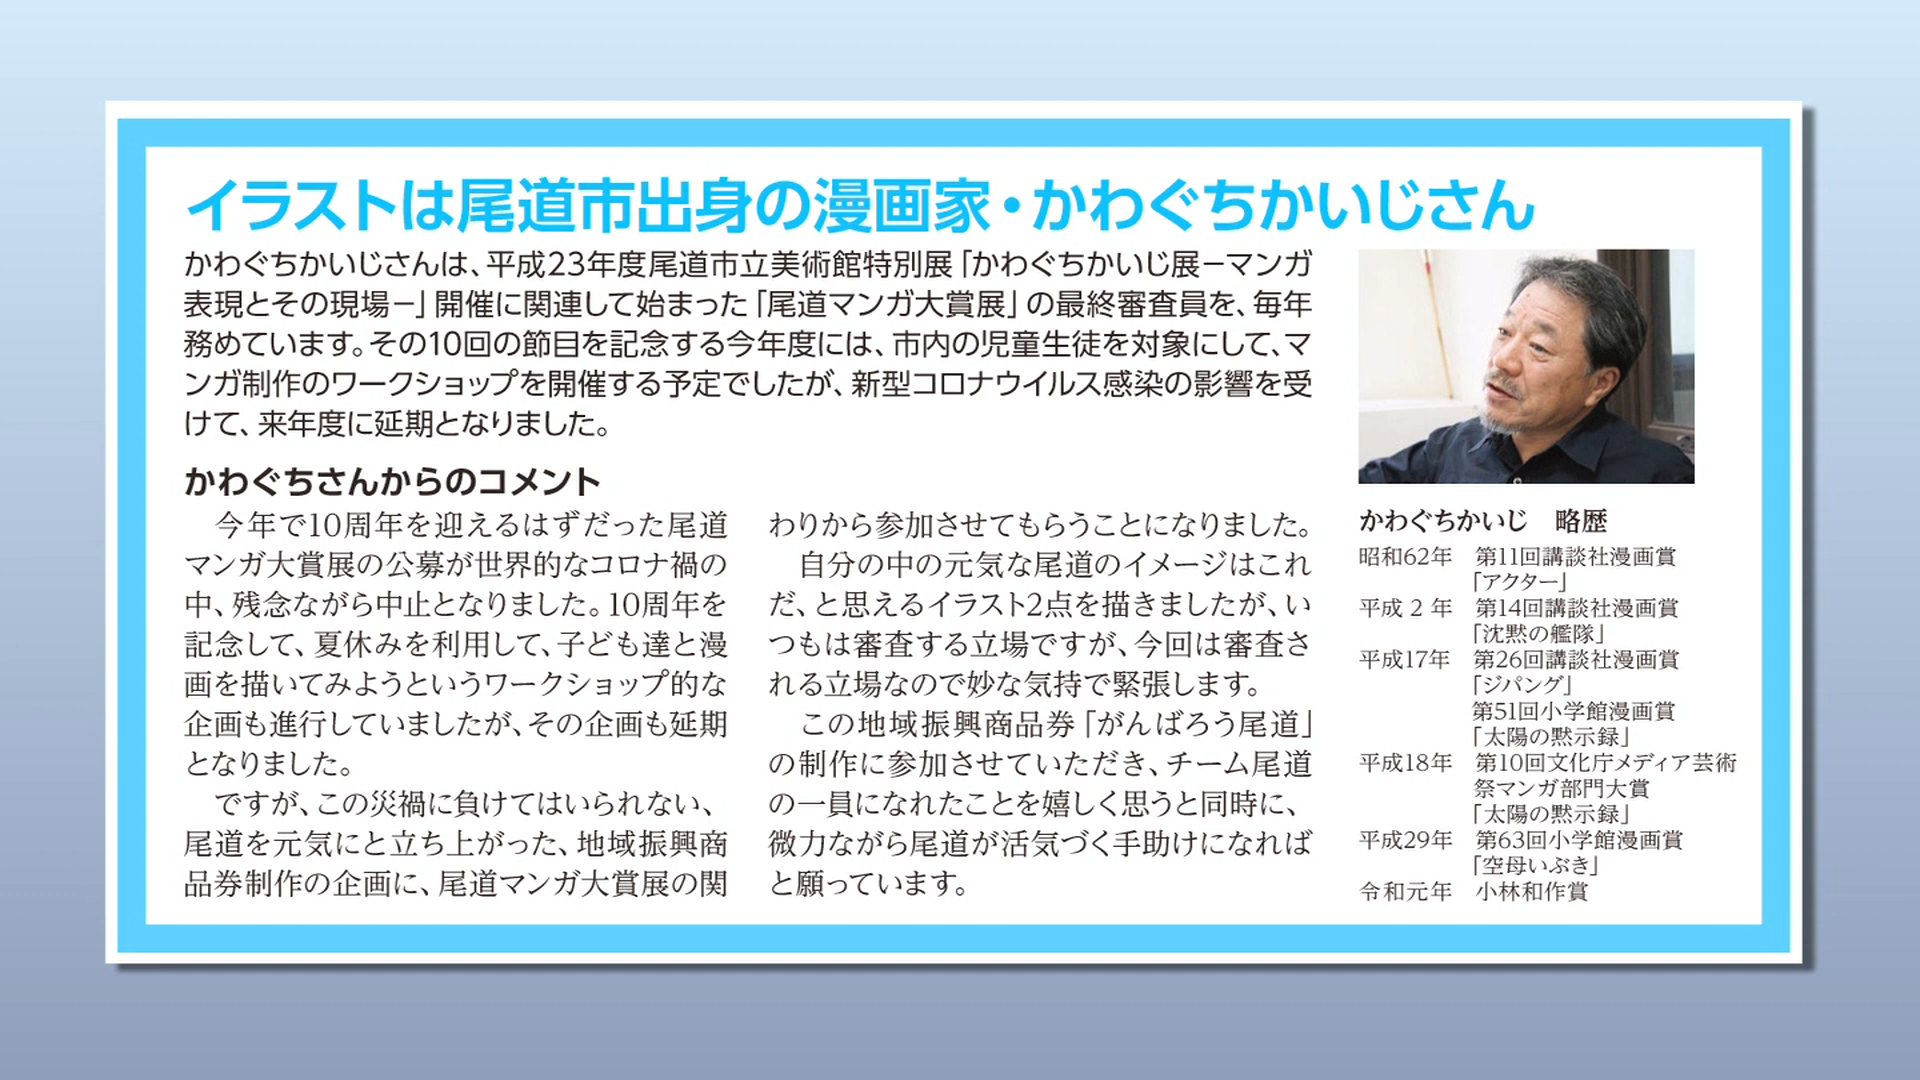 イラストは尾道市出身の漫画家・かわぐちかいじさん
かわぐちかいじさんは、平成23年度尾道市立美術館特別展「かわぐちかいじ展－マンガ
表現とその現場－」開催に関連して始まった「尾道マンガ大賞展」の最終審査員を、毎年
務めています。その10回の節目を記念する今年度には、市内の児童生徒を対象にして、マ
ンガ制作のワークショップを開催する予定でしたが、新型コロナウイルス感染の影響を受
けて、来年度に延期となりました。
かわぐちさんからのコメント
今年で10周年を迎えるはずだった尾道
マンガ大賞展の公募が世界的なコロナ禍の
中、残念ながら中止となりました。10周年を
記念して、夏休みを利用して、子ども達と漫
画を描いてみようというワークショップ的な
企画も進行していましたが、その企画も延期
となりました。
ですが、この災禍に負けてはいられない、
尾道を元気にと立ち上がった、地域振興商
品券制作の企画に、尾道マンガ大賞展の関
わりから参加させてもらうことになりました。
自分の中の元気な尾道のイメージはこれ
だ、と思えるイラスト2点を描きましたが、い
つもは審査する立場ですが、今回は審査さ
れる立場なので妙な気持で緊張します。
この地域振興商品券「がんばろう尾道」
の制作に参加させていただき、チーム尾道
の一員になれたことを嬉しく思うと同時に、
微力ながら尾道が活気づく手助けになれば
と願っています。
かわぐちかいじ　略歴
昭和62年　第11回講談社漫画賞
「アクター」
平成 2 年　第14回講談社漫画賞
「沈黙の艦隊」
平成17年　第26回講談社漫画賞
「ジパング」
第51回小学館漫画賞
「太陽の黙示録」
平成18年　第10回文化庁メディア芸術
祭マンガ部門大賞
「太陽の黙示録」
平成29年　第63回小学館漫画賞
「空母いぶき」
令和元年　小林和作賞